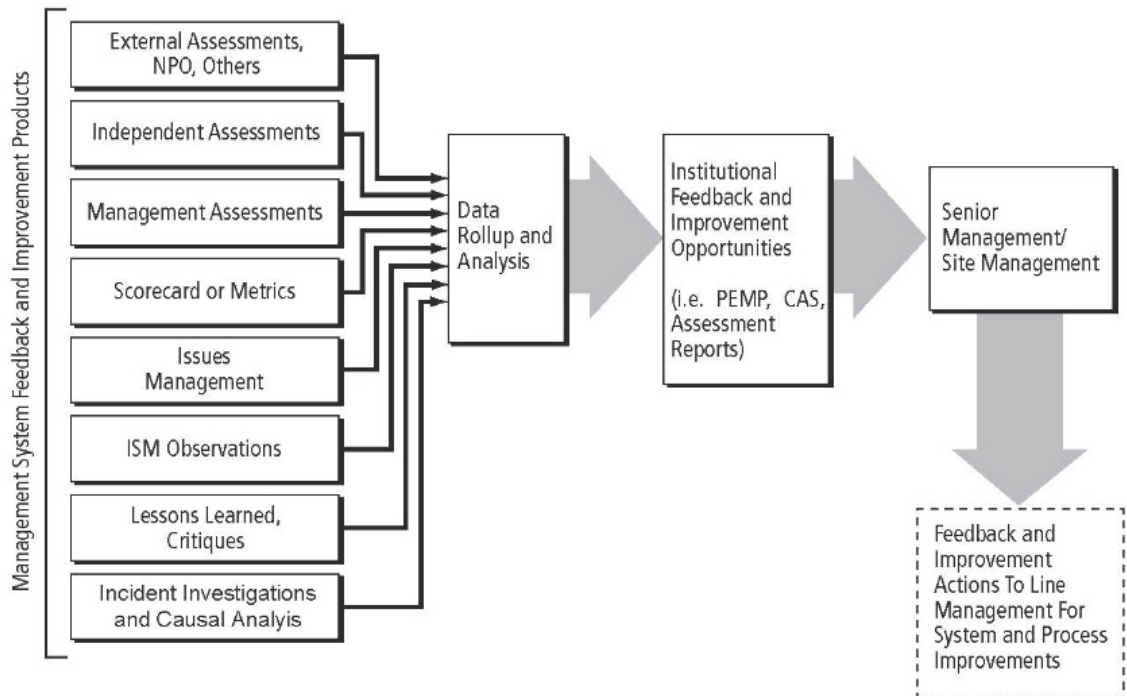 Management System Feedback and Improvement Products
External Assessments,
NPO, Others
Independent Assessments
Management Assessments
Scorecard or Metrics
Issues
Management
ISM Observations
Lessons Learned,
Critiques
Incident Investigations
and Causal Analyis
Data
Rollup and
Analysis
Institutional
Feedback and
Improvement
Opportunities
(i.e. PEMP, CAS,
Assessment
Reports)
Senior
Management/
Site Management
Feedback and
Improvement
Actions To Line
Management For
System and Process
Improvements